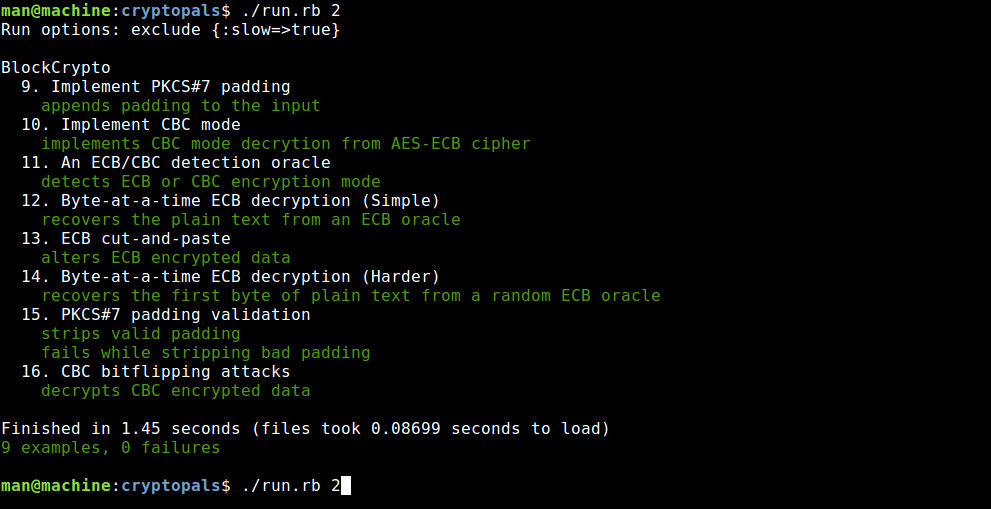 man@machine:cryptopals$ ./run.rb 2
Run options: exclude {:slow=>true}
BlockCrypto
9. Implement PKCS#7 padding
appends padding to the input
10. Implement CBC mode
implements CBC mode decrytion from AES-ECB cipher
11. An ECB/CBC detection oracle
detects ECB or CBC encryption mode
12. Byte-at-a-time ECB decryption (Simple)
recovers the plain text from an ECB oracle
13. ECB cut-and-paste
alters ECB encrypted data
14. Byte-at-a-time ECB decryption (Harder)
recovers the first byte of plain text from a random ECB oracle
15. PKCS#7 padding validation
strips valid padding
fails while stripping bad padding
16. CBC bitflipping attacks
decrypts CBC encrypted data
Finished in 1.45 seconds (files took 0.08699 seconds to load)
9 examples, 0 failures
man@machine:cryptopals$ ./run.rb 2